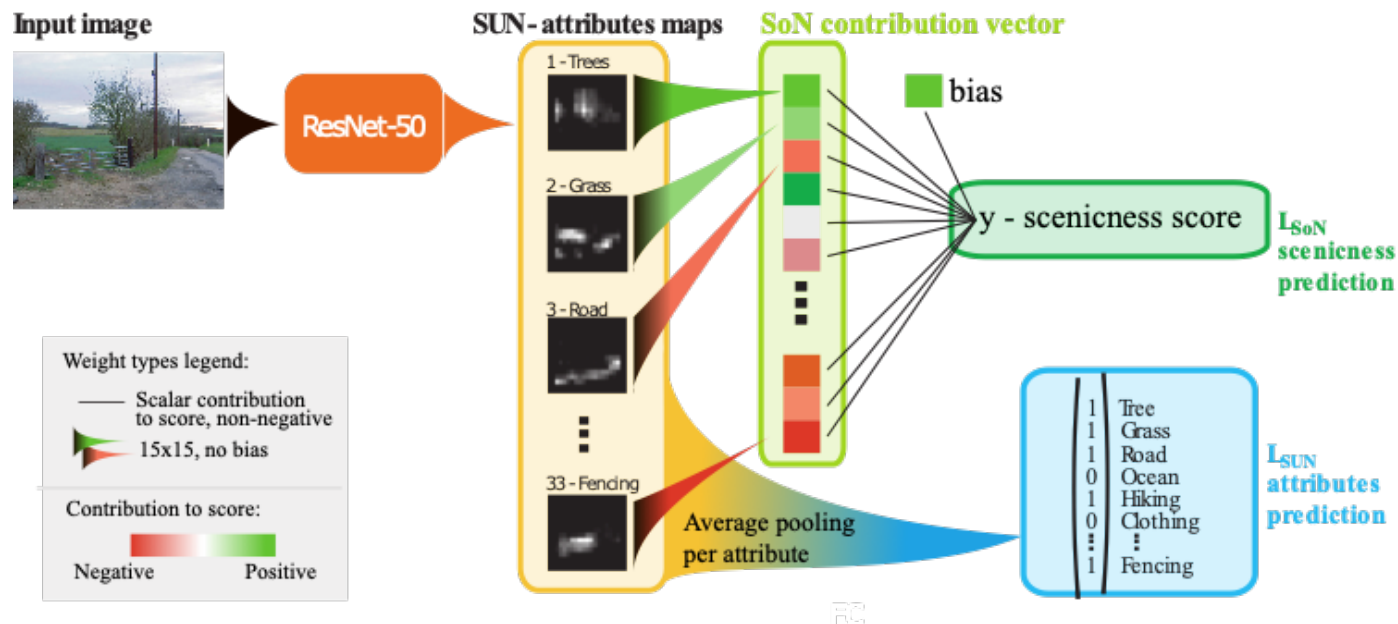 Input image
ResNet-50
SUN- attributes maps
1 - Trees
2 - Grass
3 - Road
33 - Fencing
SoN contribution vector
bias
y - scenicness score
L_SoN
scenicness
prediction
Weight types legend:
Scalar contribution
to score, non-negative
15x15, no bias
Contribution to score:
Negative
Positive
Average pooling
per attribute
1 Tree
1 Grass
1 Road
0 Ocean
1 Hiking
0 Clothing
1 Fencing
L_SUN
attributes
prediction